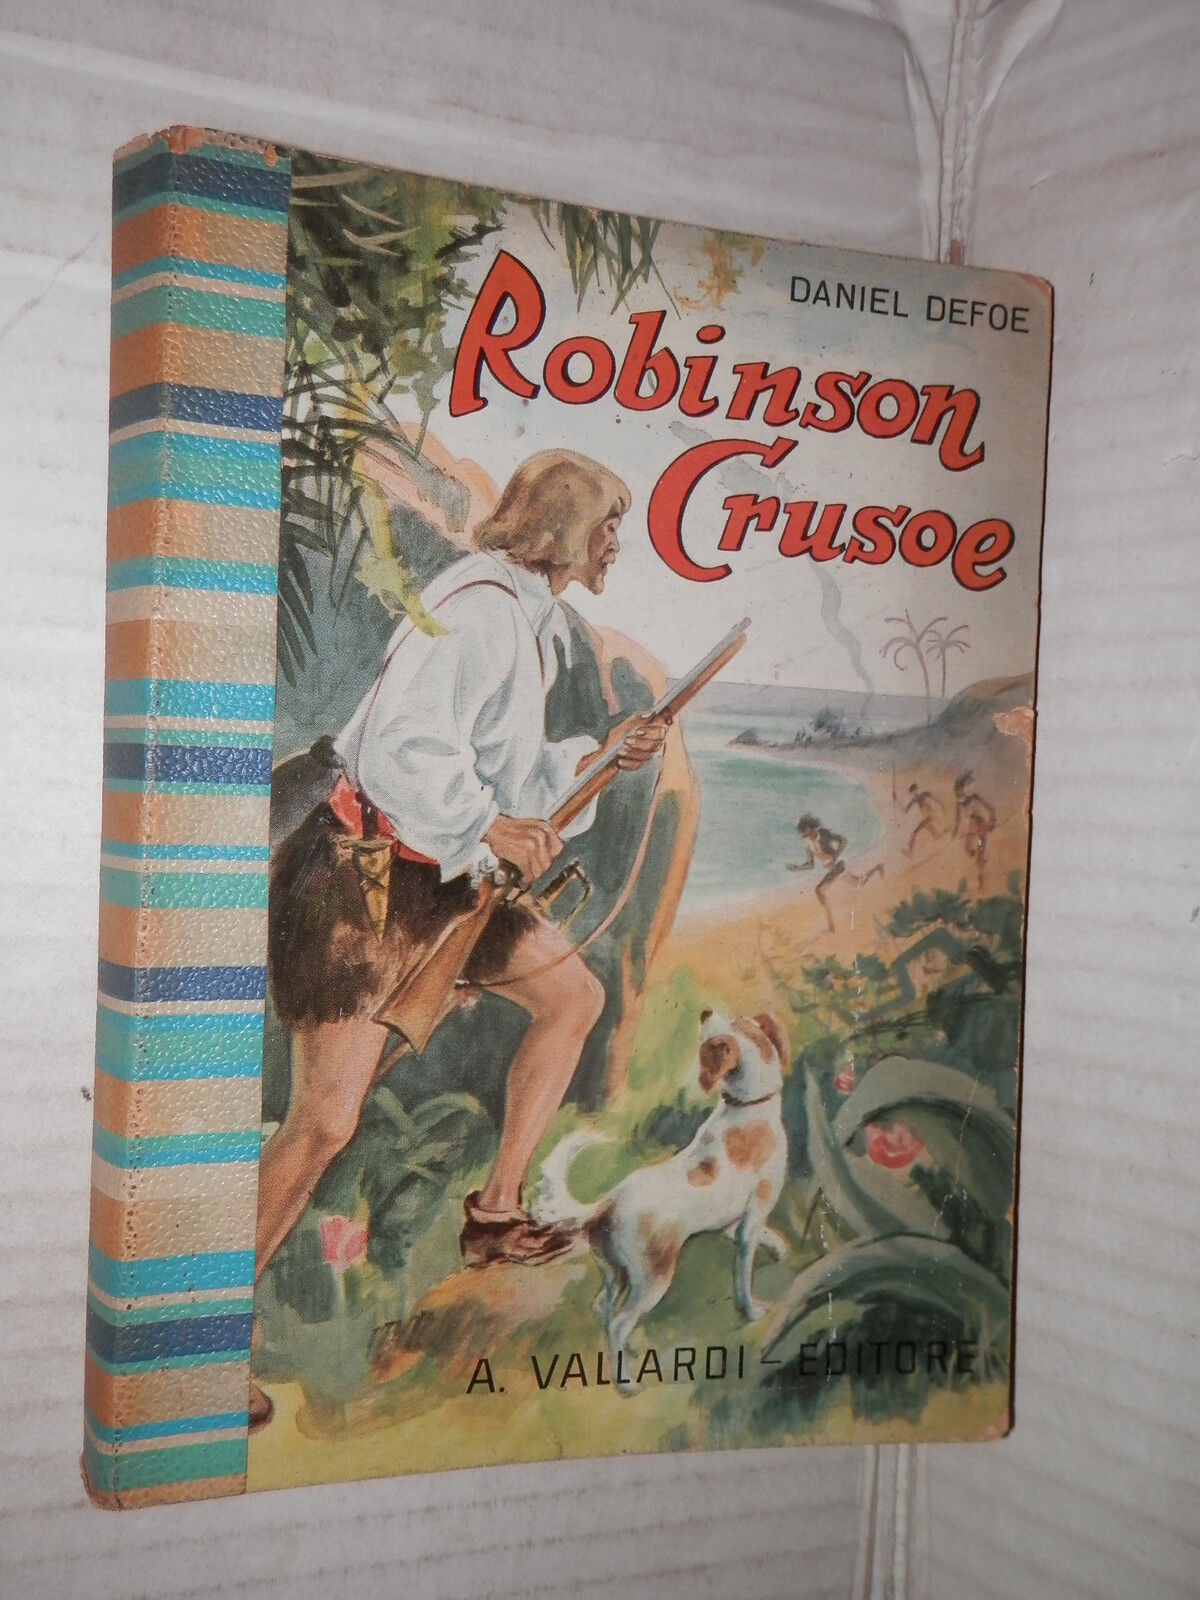 DANIEL DEFOE
Robinson
Crusoe
A. VALLARDI - EDITORE